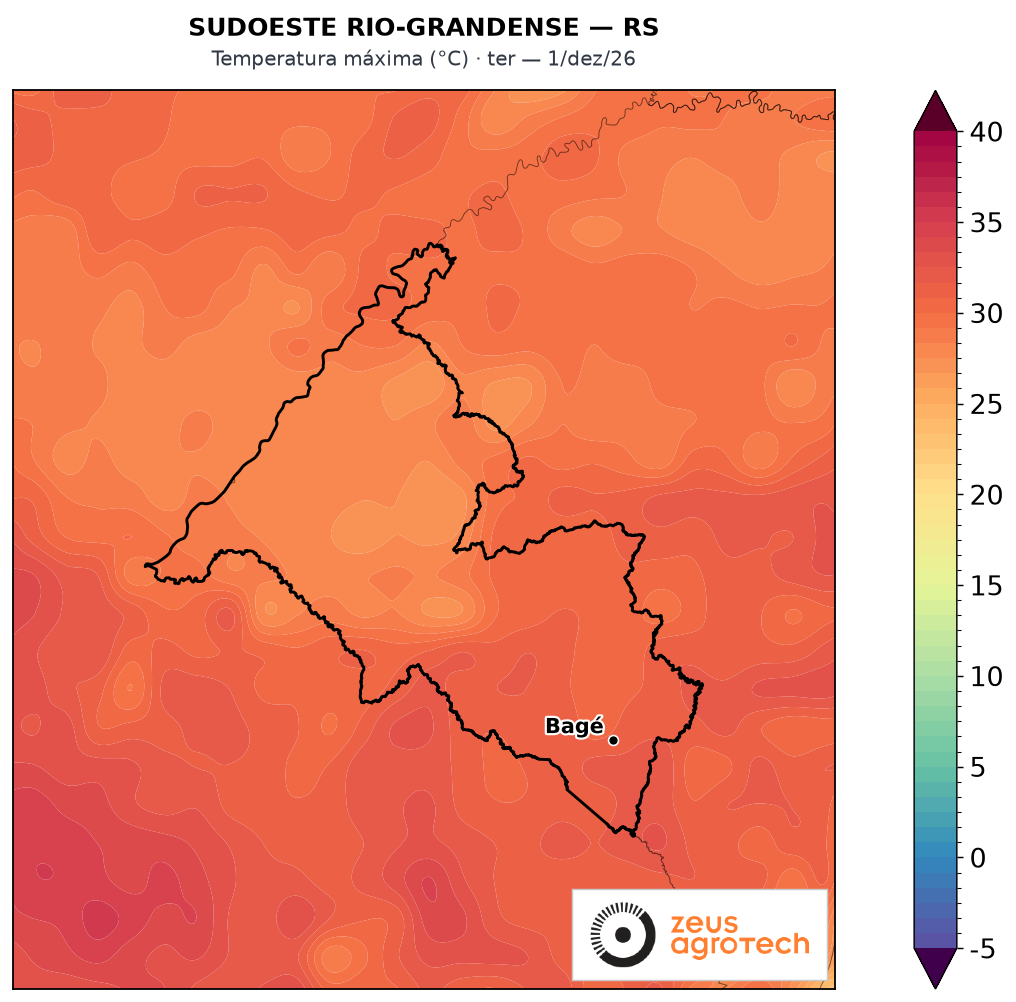 SUDOESTE RIO-GRANDENSE — RS
Temperatura máxima (°C) · ter — 1/dez/26
40
35
30
25
20
15
10
5
0
-5
Bagé
zeus
agrotech